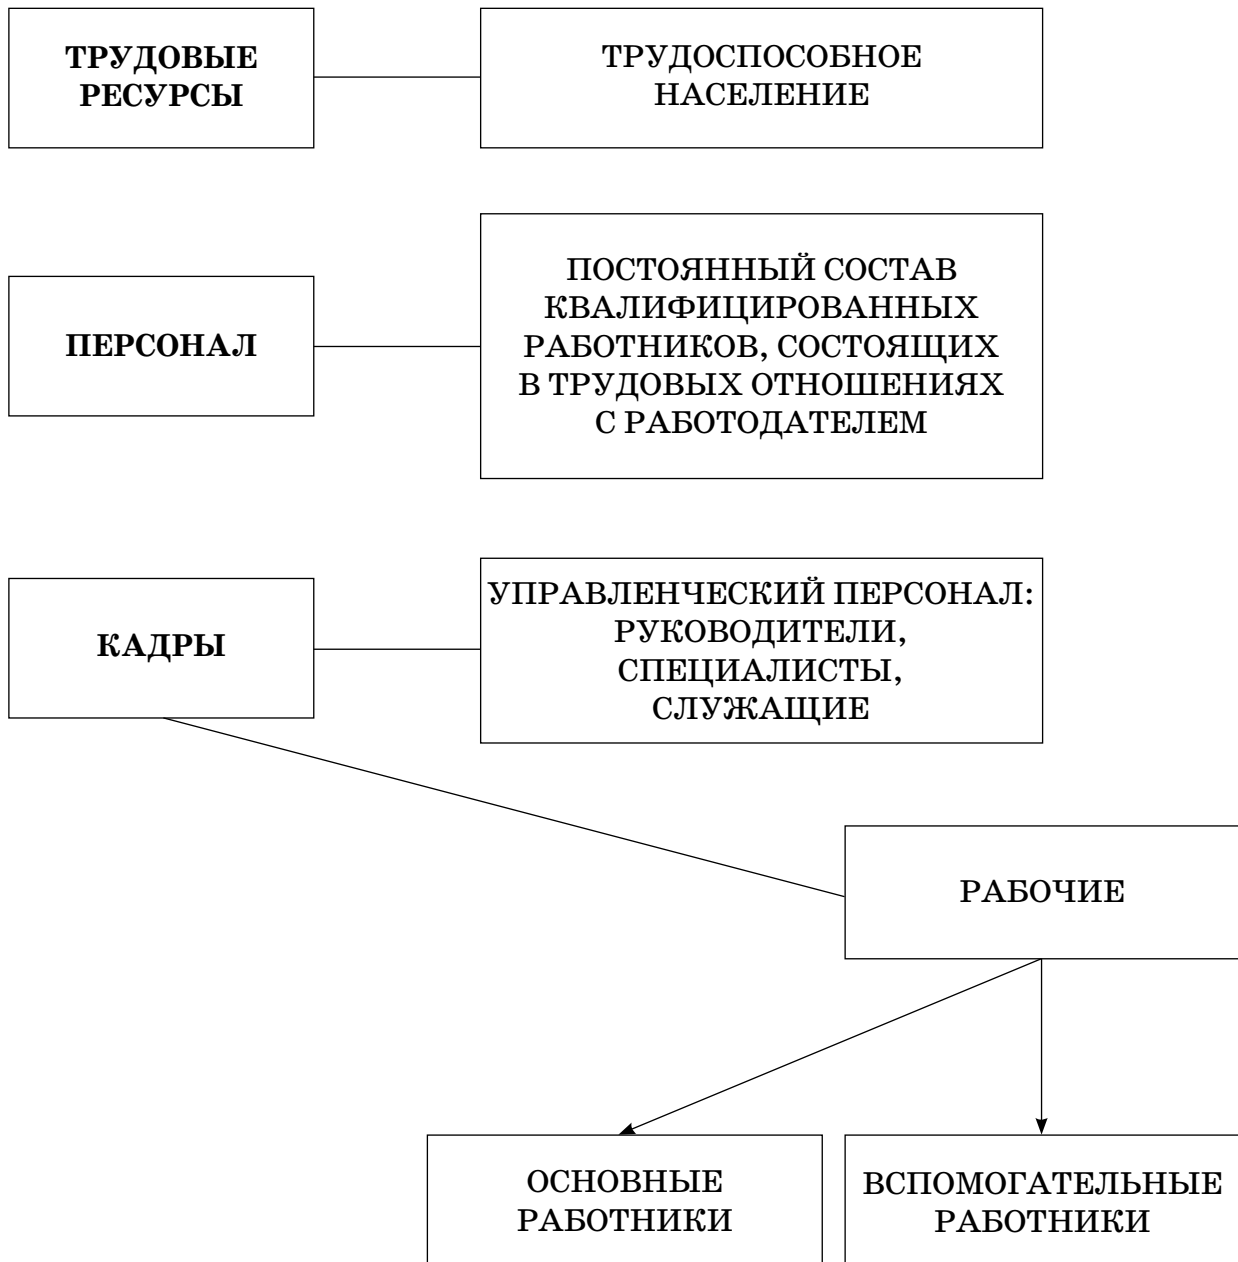 ТРУДОВЫЕ
РЕСУРСЫ
ТРУДОСПОСОБНОЕ
НАСЕЛЕНИЕ
ПЕРСОНАЛ
ПОСТОЯННЫЙ СОСТАВ
КВАЛИФИЦИРОВАННЫХ
РАБОТНИКОВ, СОСТОЯЩИХ
В ТРУДОВЫХ ОТНОШЕНИЯХ
С РАБОТОДАТЕЛЕМ
КАДРЫ
УПРАВЛЕНЧЕСКИЙ ПЕРСОНАЛ:
РУКОВОДИТЕЛИ,
СПЕЦИАЛИСТЫ,
СЛУЖАЩИЕ
РАБОЧИЕ
ОСНОВНЫЕ
РАБОТНИКИ
ВСПОМОГАТЕЛЬНЫЕ
РАБОТНИКИ